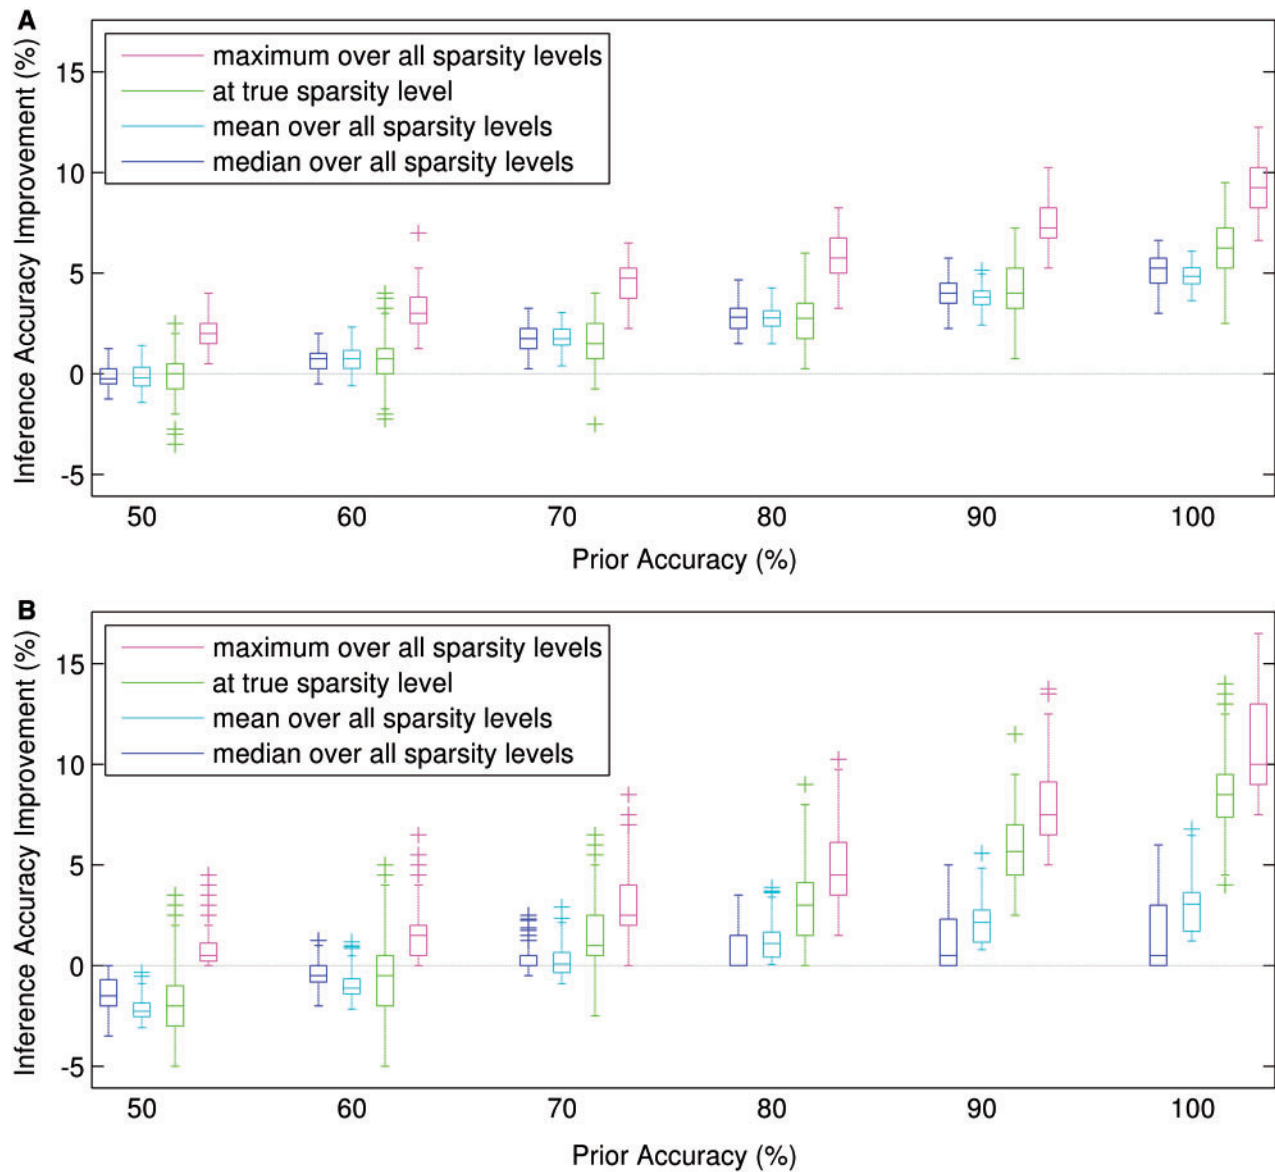 A
Inference Accuracy Improvement (%)
maximum over all sparsity levels
at true sparsity level
mean over all sparsity levels
median over all sparsity levels
15
10
5
0
-5
50 60 70 80 90 100
Prior Accuracy (%)
B
Inference Accuracy Improvement (%)
maximum over all sparsity levels
at true sparsity level
mean over all sparsity levels
median over all sparsity levels
15
10
5
0
-5
50 60 70 80 90 100
Prior Accuracy (%)